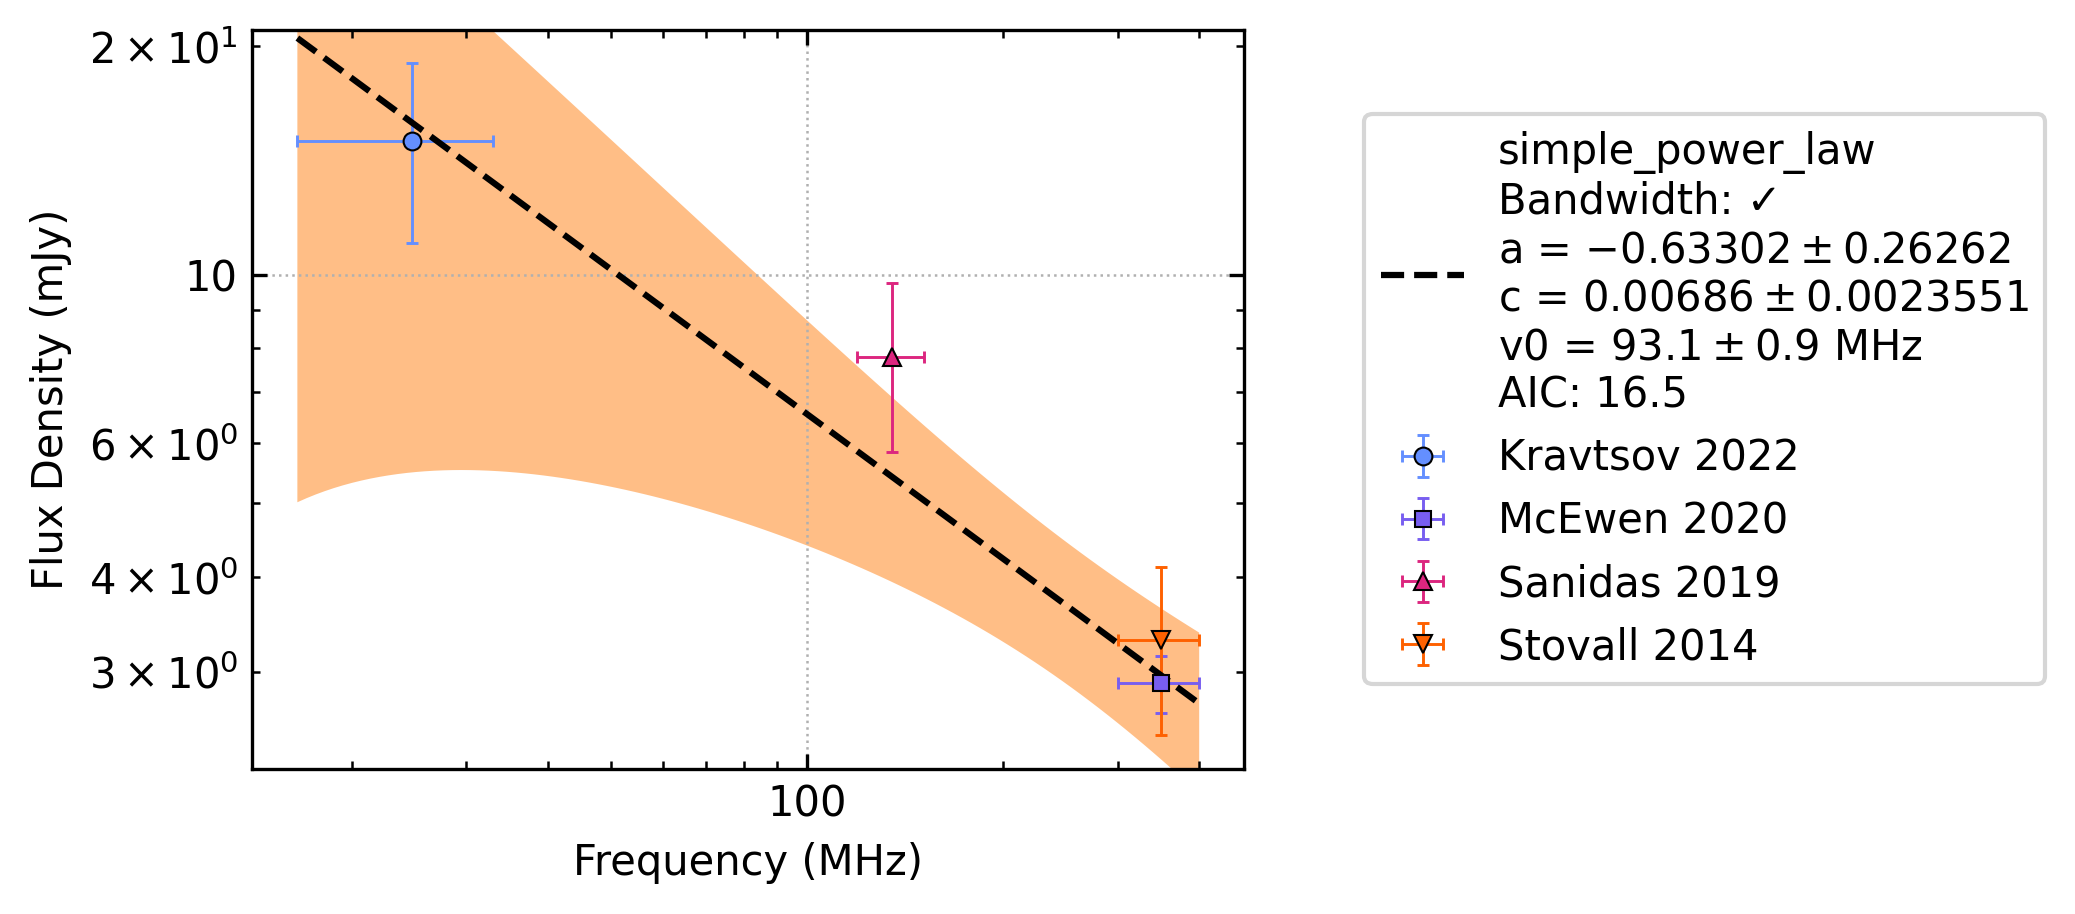 2 × 10¹
10
6 × 10⁰
4 × 10⁰
3 × 10⁰
Flux Density (mJy)
100
Frequency (MHz)
simple_power_law
Bandwidth: ✓
a = −0.63302 ± 0.26262
c = 0.00686 ± 0.0023551
v0 = 93.1 ± 0.9 MHz
AIC: 16.5
Kravtsov 2022
McEwen 2020
Sanidas 2019
Stovall 2014